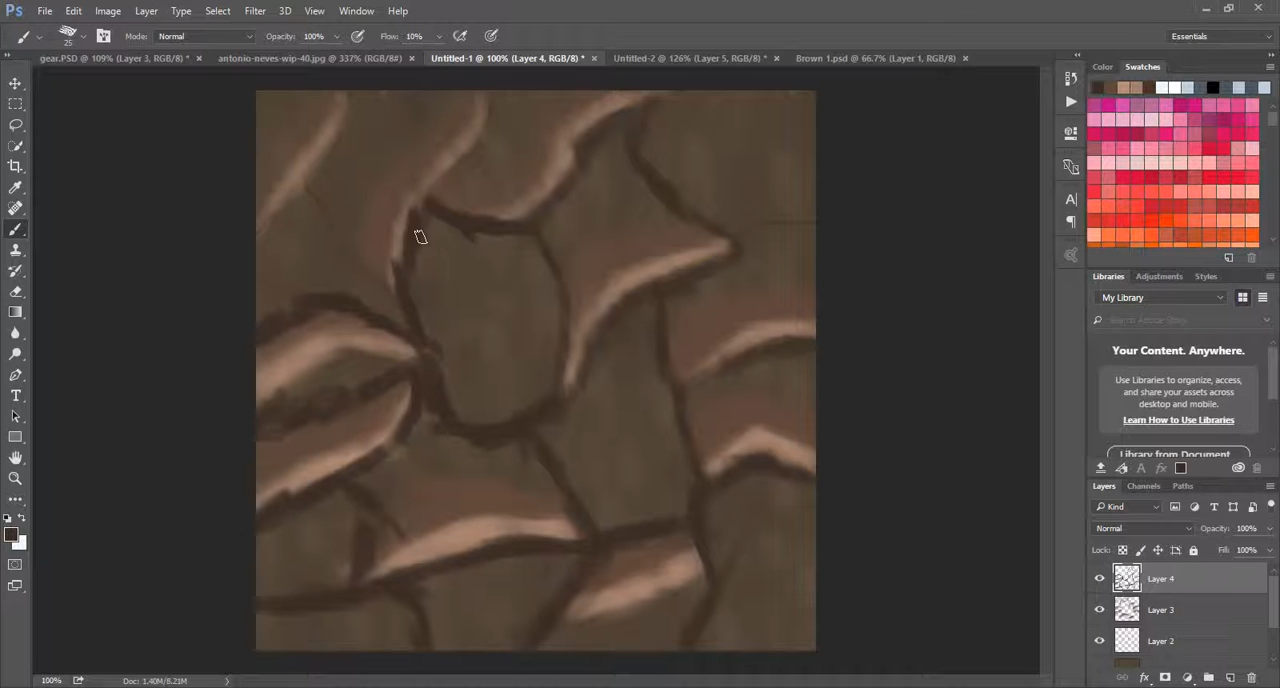 Ps File Edit Image Layer Type Select Filter 3D View Window Help
25 Mode: Normal Opacity: 100% Flow: 10% Essentials
gear.PSD @ 109% (Layer 3, RGB/8) * × antonio-neves-wip-40.jpg @ 337% (RGB/8#) × Untitled-1 @ 100% (Layer 4, RGB/8) * × Untitled-2 @ 126% (Layer 5, RGB/8) * × Brown 1.psd @ 66.7% (Layer 1, RGB/8) ×
Color Swatches
Libraries Adjustments Styles
My Library
Search Adobe Stock
Your Content. Anywhere.
Use Libraries to organize, access,
and share your assets across
desktop and mobile.
Learn How to Use Libraries
Library from Document
Layers Channels Paths
Kind
Normal Opacity: 100%
Lock: Fill: 100%
Layer 4
Layer 3
Layer 2
100% Doc: 1.40M/8.21M